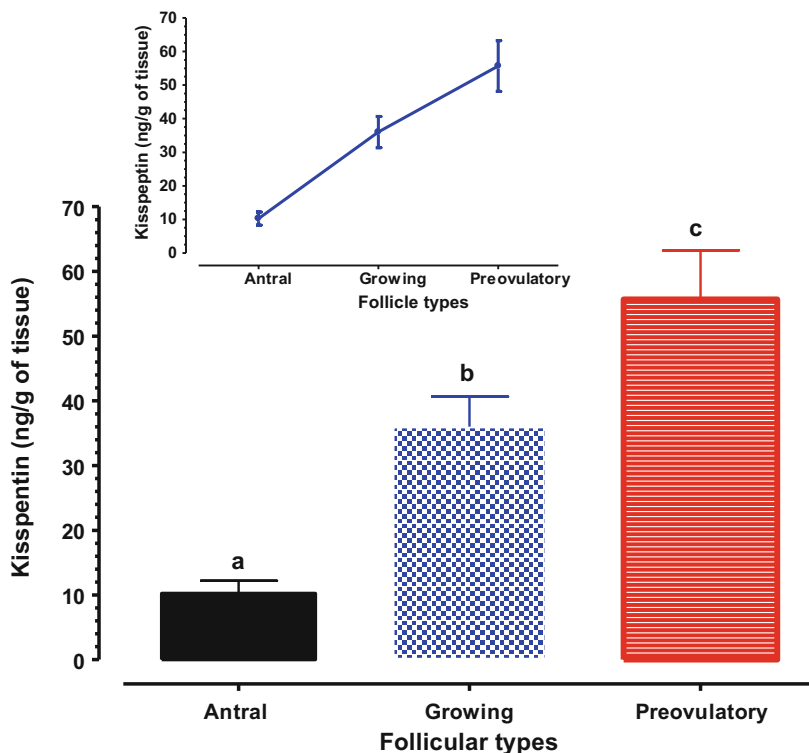 70
60
50
40
30
20
10
0
Kisspeptin (ng/g of tissue)
Antral
Growing
Preovulatory
Follicle types
70
60
50
40
30
20
10
0
Kisspentin (ng/g of tissue)
a
b
c
Antral
Growing
Preovulatory
Follicular types